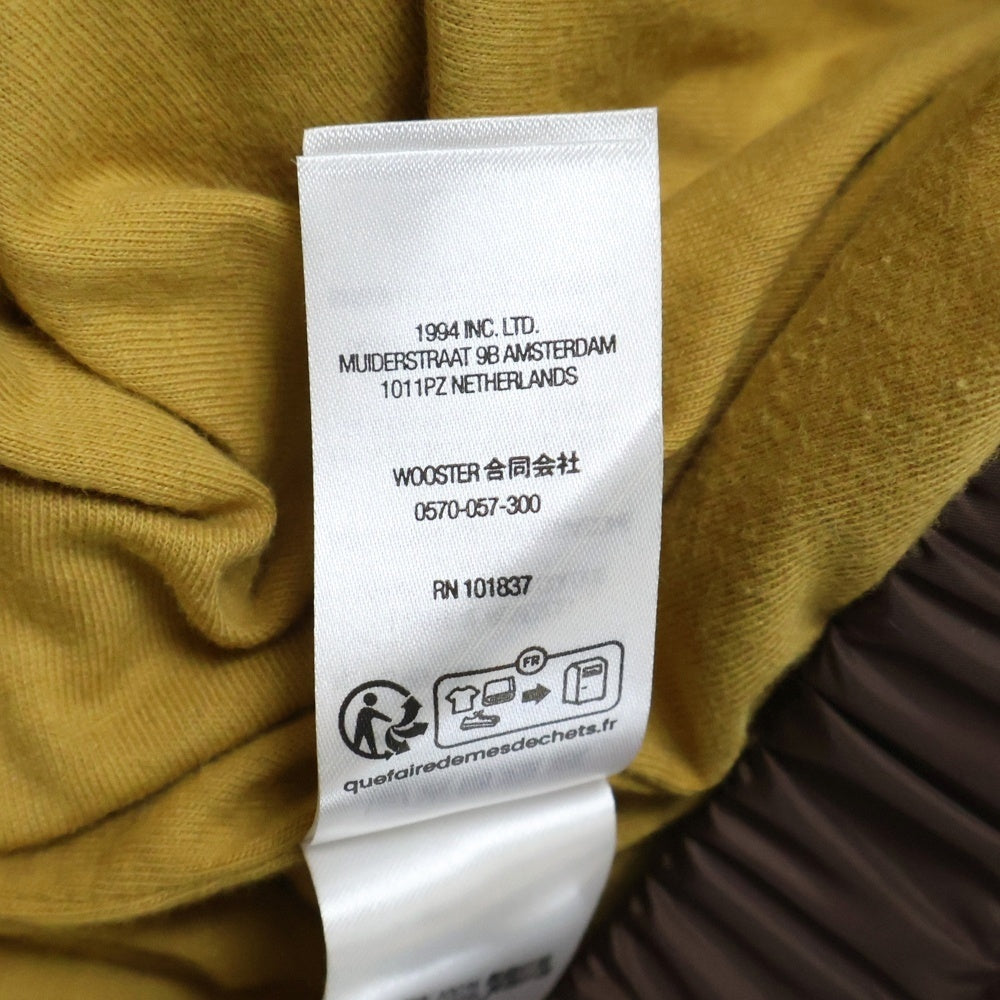 1994 INC. LTD.
MUIDERSTRAAT 9B AMSTERDAM
1011PZ NETHERLANDS
WOOSTER 合同会社
0570-057-300
RN 101837
FR
quefairedemesdechets.fr